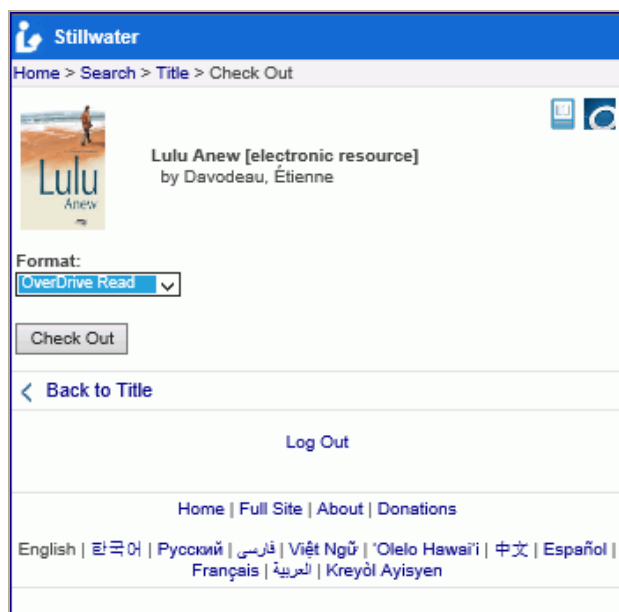 Stillwater
Home > Search > Title > Check Out
Lulu Anew [electronic resource]
by Davodeau, Étienne
Lulu
Anew
Format:
OverDrive Read
Check Out
Back to Title
Log Out
Home | Full Site | About | Donations
English | 한국어 | Русский | فارسی | Việt Ngữ | 'Olelo Hawai'i | 中文 | Español |
Français | العربية | Kreyòl Ayisyen